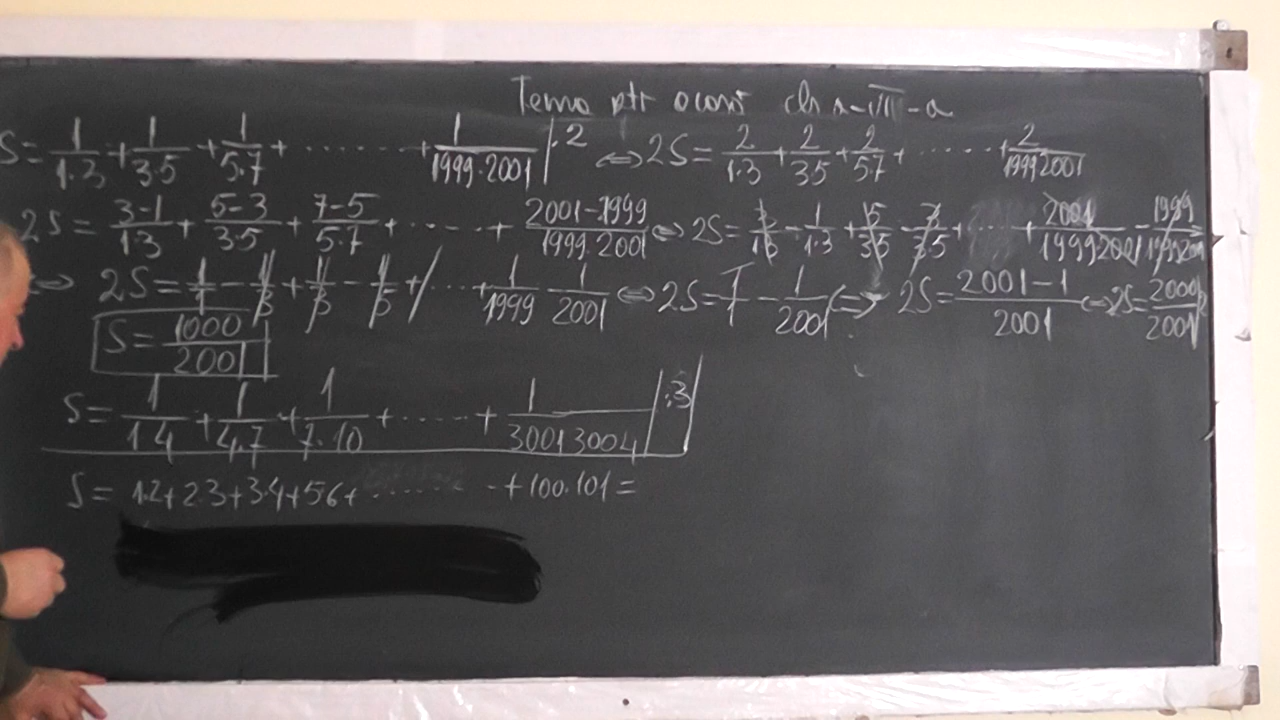 Tema ptr acasă cls a-VII-a
S = 1/1·3 + 1/3·5 + 1/5·7 + ........ + 1/1999·2001 | ·2 ⇔ 2S = 2/1·3 + 2/3·5 + 2/5·7 + ...... + 2/1999·2001
2S = 3-1/1·3 + 5-3/3·5 + 7-5/5·7 + ..... + 2001-1999/1999·2001 ⇔ 2S = 3/1·3 - 1/1·3 + 5/3·5 - 3/3·5 + ..... + 2001/1999·2001 - 1999/1999·2001
⇔ 2S = 1/1 - 1/3 + 1/3 - 1/5 + .... + 1/1999 - 1/2001 ⇔ 2S = 1/1 - 1/2001 ⇔ 2S = 2001-1/2001 ⇔ 2S = 2000/2001
S = 1000/2001
S = 1/1·4 + 1/4·7 + 1/7·10 + ...... + 1/3001·3004 | ·3
S = 1·2+2·3+3·4+5·6+ ........ +100·101=